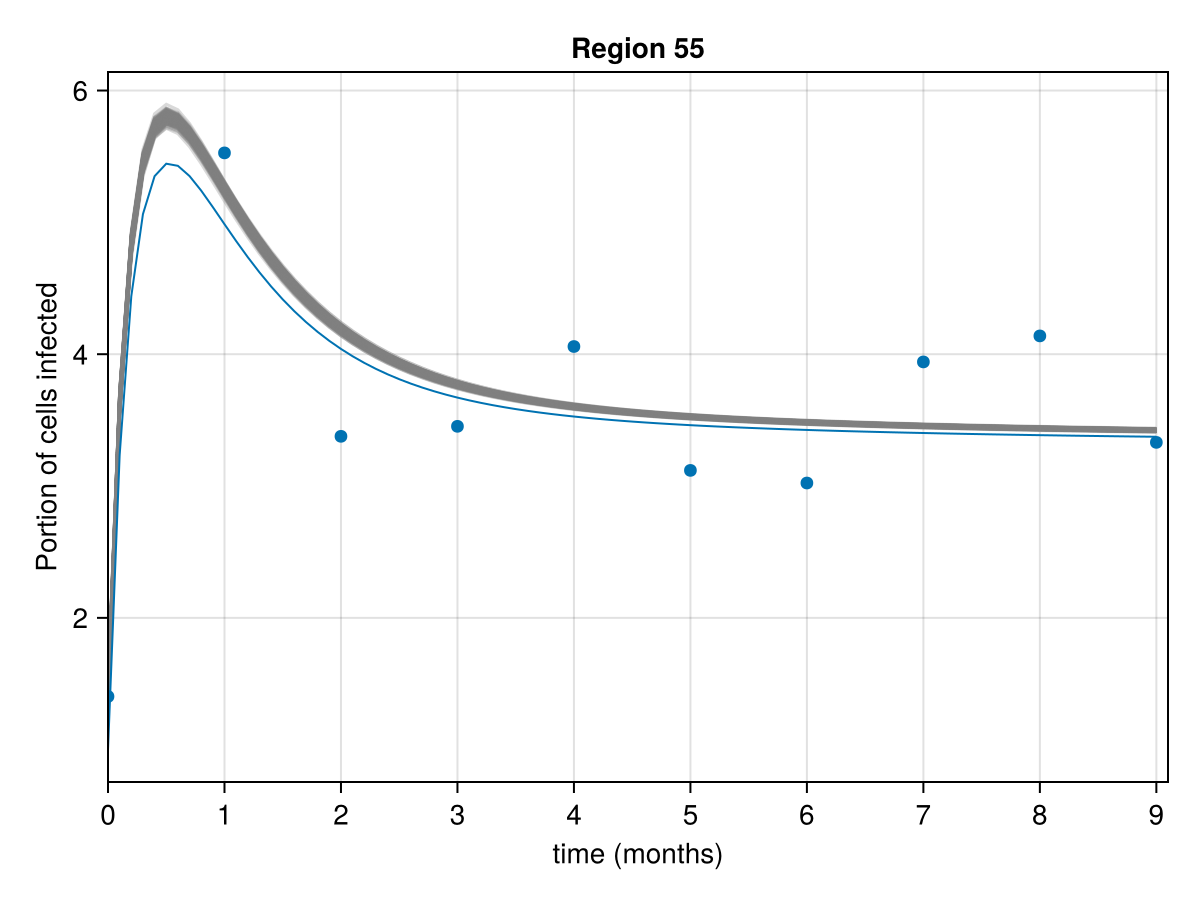 Region 55
6
4
2
Portion of cells infected
0 1 2 3 4 5 6 7 8 9
time (months)